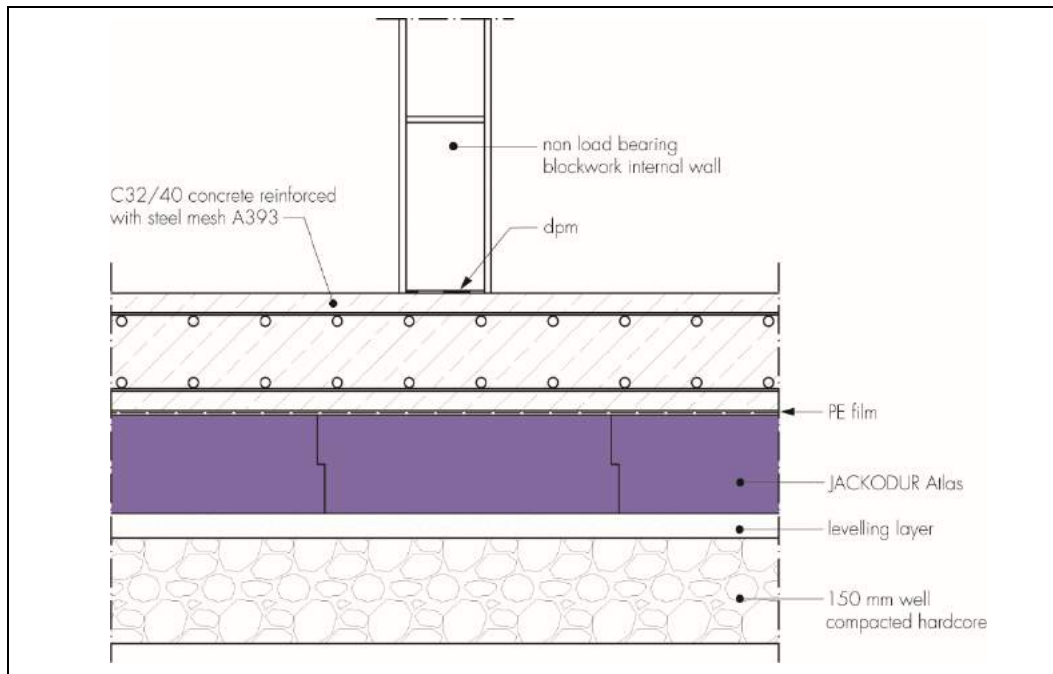 non load bearing
blockwork internal wall
C32/40 concrete reinforced
with steel mesh A393
dpm
PE film
JACKODUR Atlas
levelling layer
150 mm well
compacted hardcore